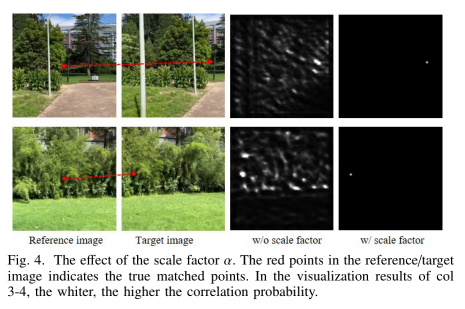 Reference image Target image w/o scale factor w/ scale factor
Fig. 4. The effect of the scale factor α. The red points in the reference/target
image indicates the true matched points. In the visualization results of col
3-4, the whiter, the higher the correlation probability.